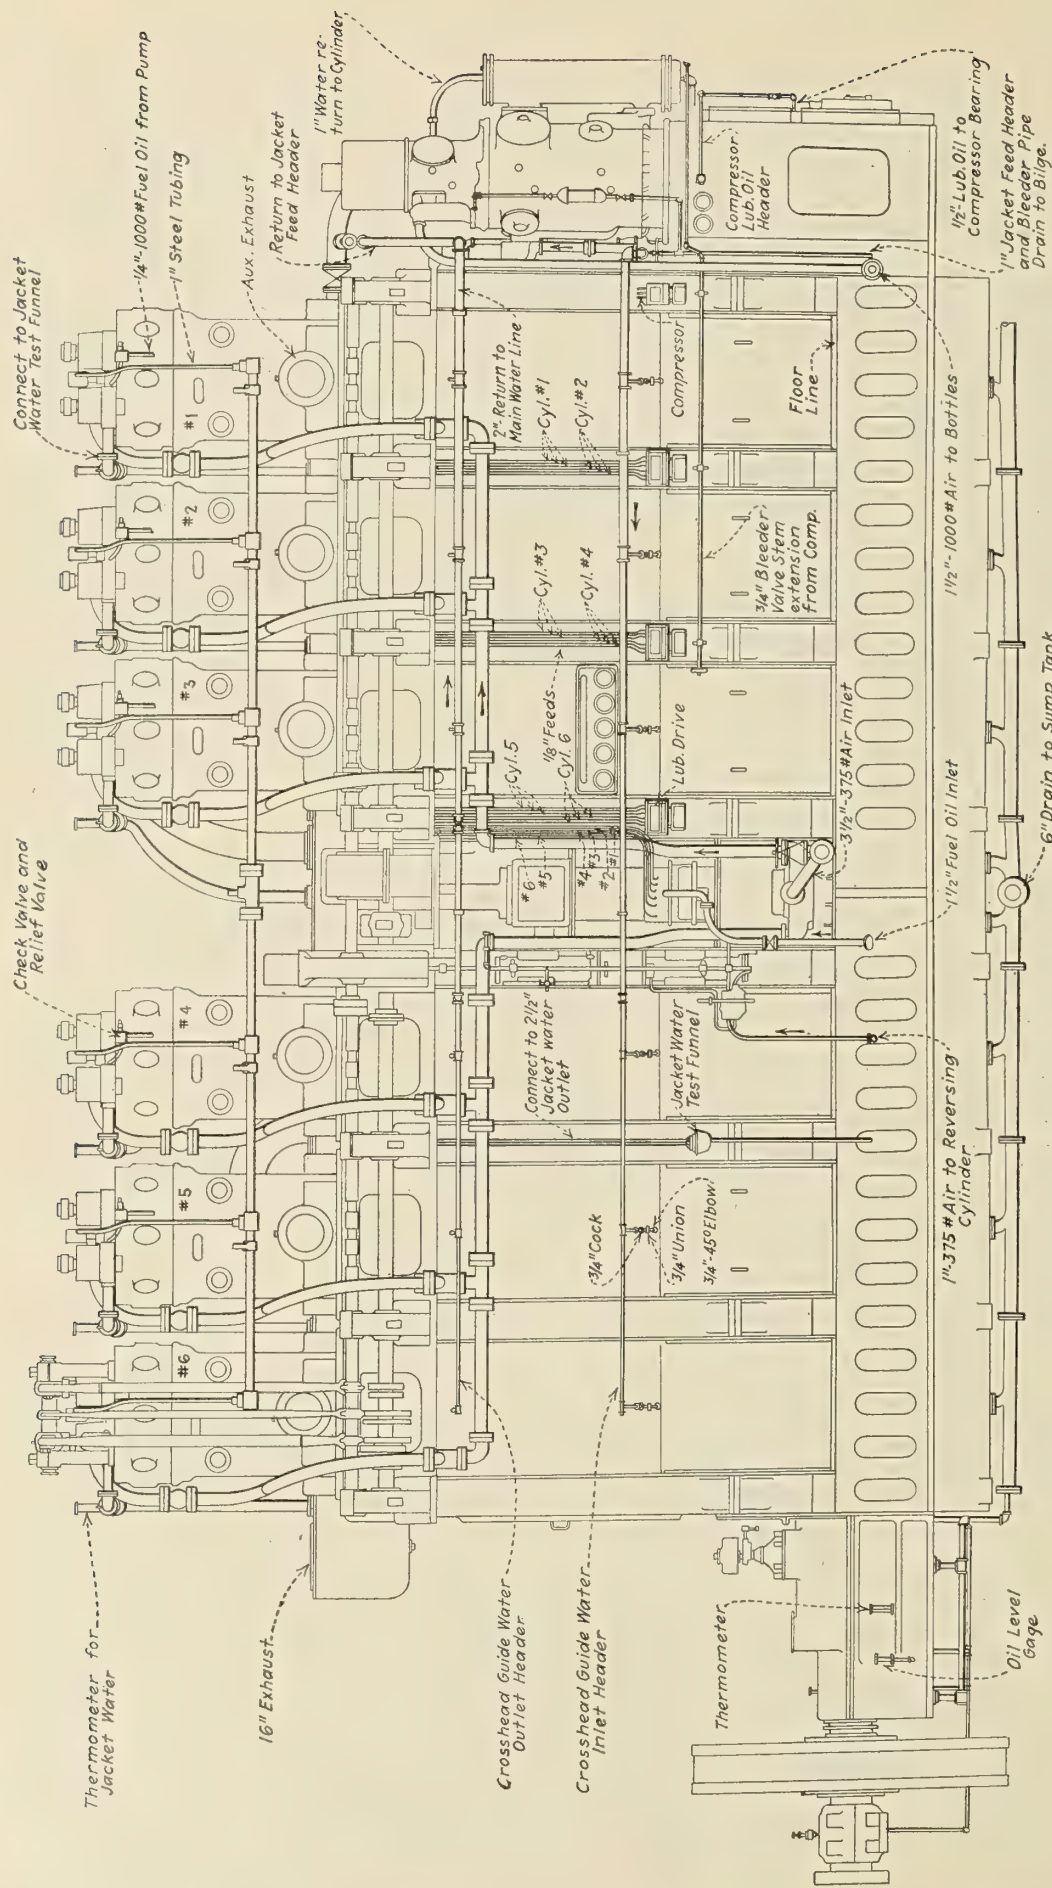 Thermometer for
Jacket Water
Check Valve and
Relief Valve
Connect to Jacket
Water Test Funnel
1/4"-1000# Fuel Oil from Pump
1" Steel Tubing
Aux. Exhaust
Return to Jacket
Feed Header
1" Water re-
turn to Cylinder
#6
#5
#4
#3
#2
#1
16" Exhaust
2"-Return to
Main Water Line
Cyl.#1
Cyl.#2
Cyl.#3
Cyl.#4
1/8" Feeds
Cyl.5
Cyl.6
#6
#5
#4
#3
#2
#1
Lub. Drive
Compressor
Compressor
Lub. Oil
Header
Connect to 2 1/2"
Jacket water
Outlet
Jacket Water
Test Funnel
3/4" Cock
3/4" Union
3/4"-45° Elbow
3/4" Bleeder
Valve Stem
extension
from Comp.
Floor
Line
Crosshead Guide Water
Outlet Header
Crosshead Guide Water
Inlet Header
Thermometer
Oil Level
Gage
1"-375# Air to Reversing
Cylinder
3 1/2"-375# Air Inlet
1 1/2" Fuel Oil Inlet
6" Drain to Sump Tank
1 1/2"-1000# Air to Bottles
1/2"-Lub. Oil to
Compressor Bearing
1" Jacket Feed Header
and Bleeder Pipe
Drain to Bilge.